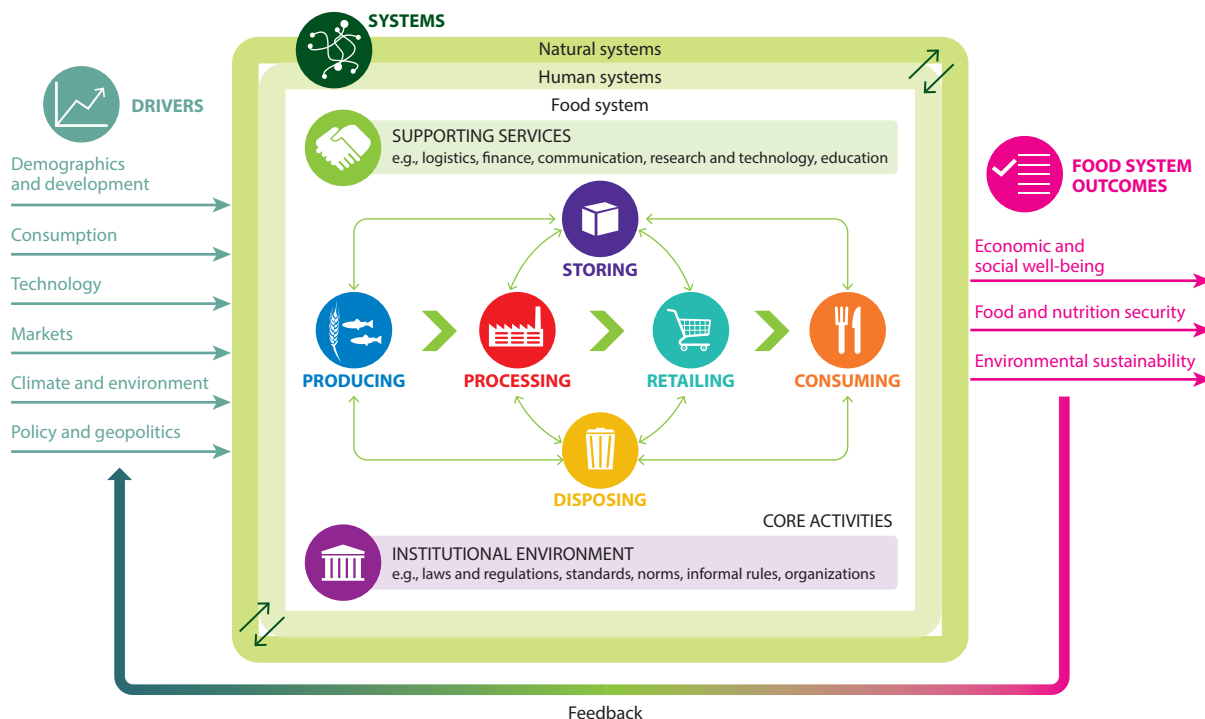 SYSTEMS
Natural systems
Human systems
Food system
DRIVERS
Demographics
and development
Consumption
Technology
Markets
Climate and environment
Policy and geopolitics
SUPPORTING SERVICES
e.g., logistics, finance, communication, research and technology, education
STORING
PRODUCING
PROCESSING
RETAILING
CONSUMING
DISPOSING
CORE ACTIVITIES
INSTITUTIONAL ENVIRONMENT
e.g., laws and regulations, standards, norms, informal rules, organizations
FOOD SYSTEM
OUTCOMES
Economic and
social well-being
Food and nutrition security
Environmental sustainability
Feedback